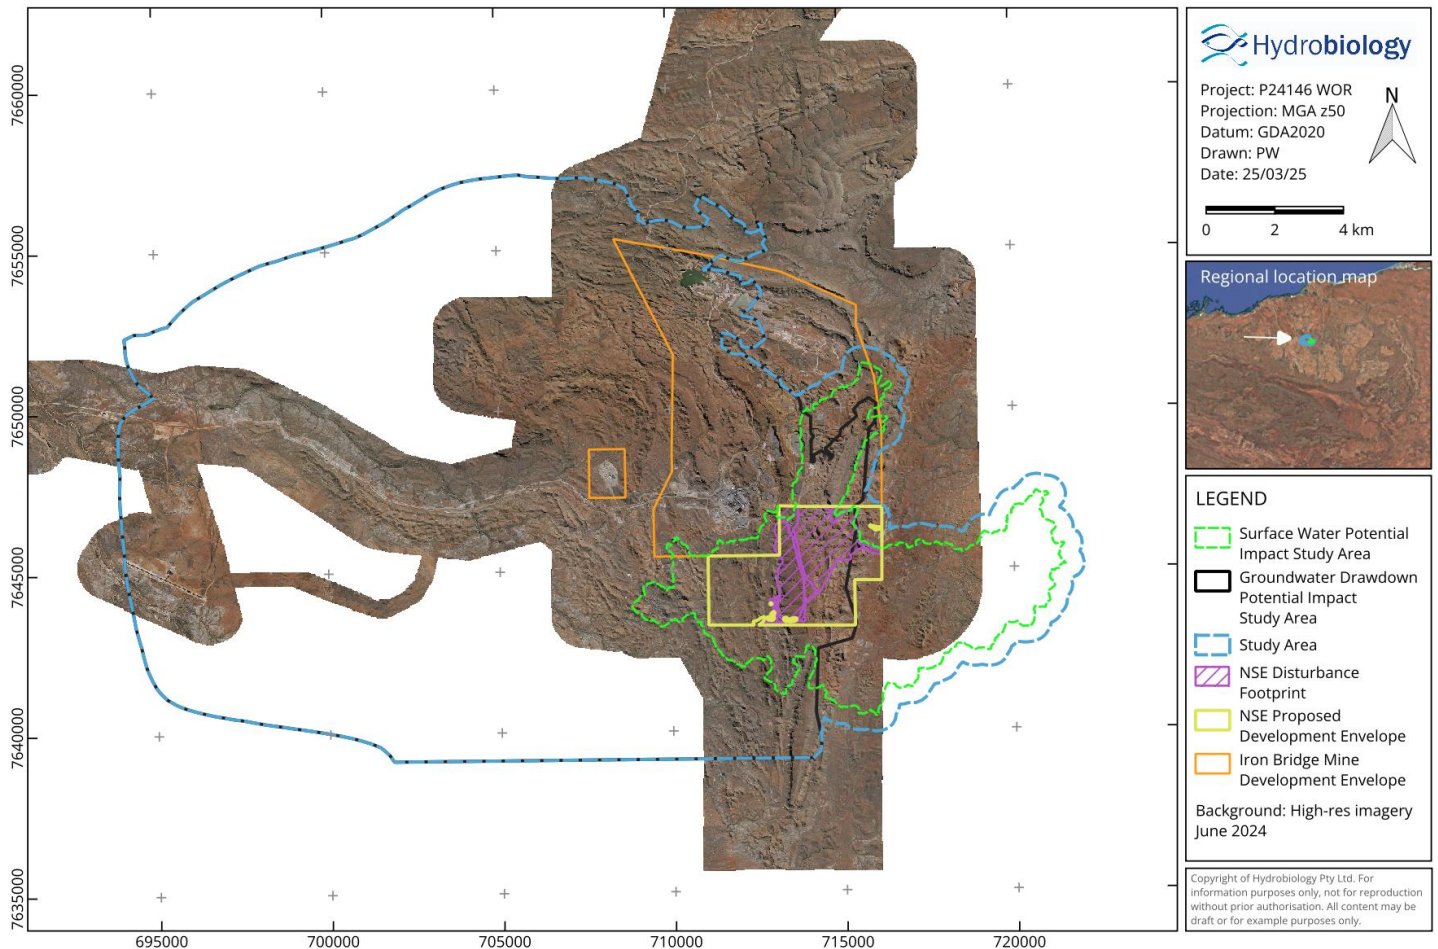 7660000
7655000
7650000
7645000
7640000
7635000
695000
700000
705000
710000
715000
720000
Hydrobiology
Project: P24146 WOR
Projection: MGA z50
Datum: GDA2020
Drawn: PW
Date: 25/03/25
N
0 2 4 km
Regional location map
LEGEND
Surface Water Potential
Impact Study Area
Groundwater Drawdown
Potential Impact
Study Area
Study Area
NSE Disturbance
Footprint
NSE Proposed
Development Envelope
Iron Bridge Mine
Development Envelope
Background: High-res imagery
June 2024
Copyright of Hydrobiology Pty Ltd. For
information purposes only, not for reproduction
without prior authorisation. All content may be
draft or for example purposes only.